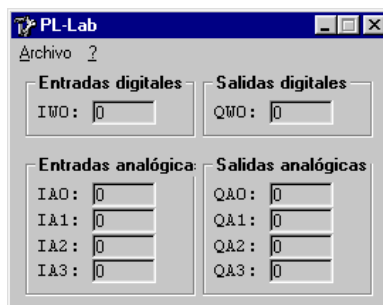 PL-Lab
Archivo ?
Entradas digitales
IW0: 0
Salidas digitales
QW0: 0
Entradas analógica
IA0: 0
IA1: 0
IA2: 0
IA3: 0
Salidas analógicas
QA0: 0
QA1: 0
QA2: 0
QA3: 0